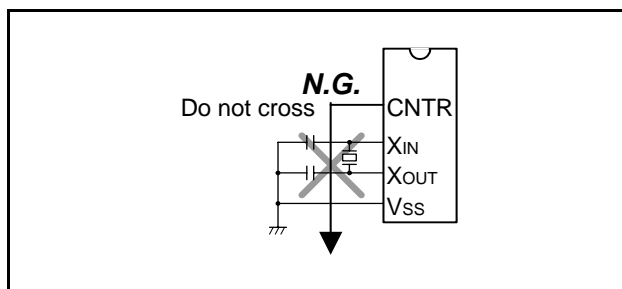 N.G.
Do not cross
CNTR
XIN
XOUT
VSS